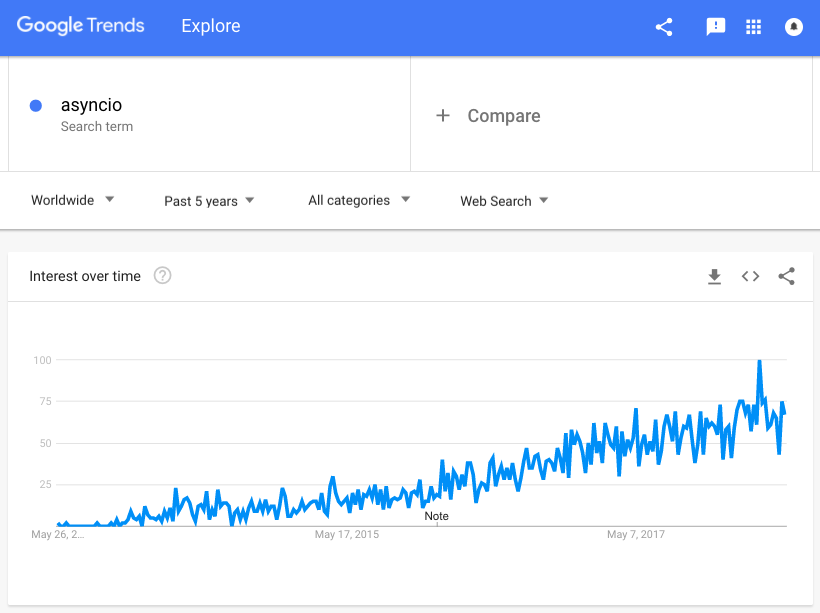 Google Trends Explore
asyncio
Search term
+ Compare
Worldwide Past 5 years All categories Web Search
Interest over time ?
100
75
50
25
Note
May 26, 2... May 17, 2015 May 7, 2017